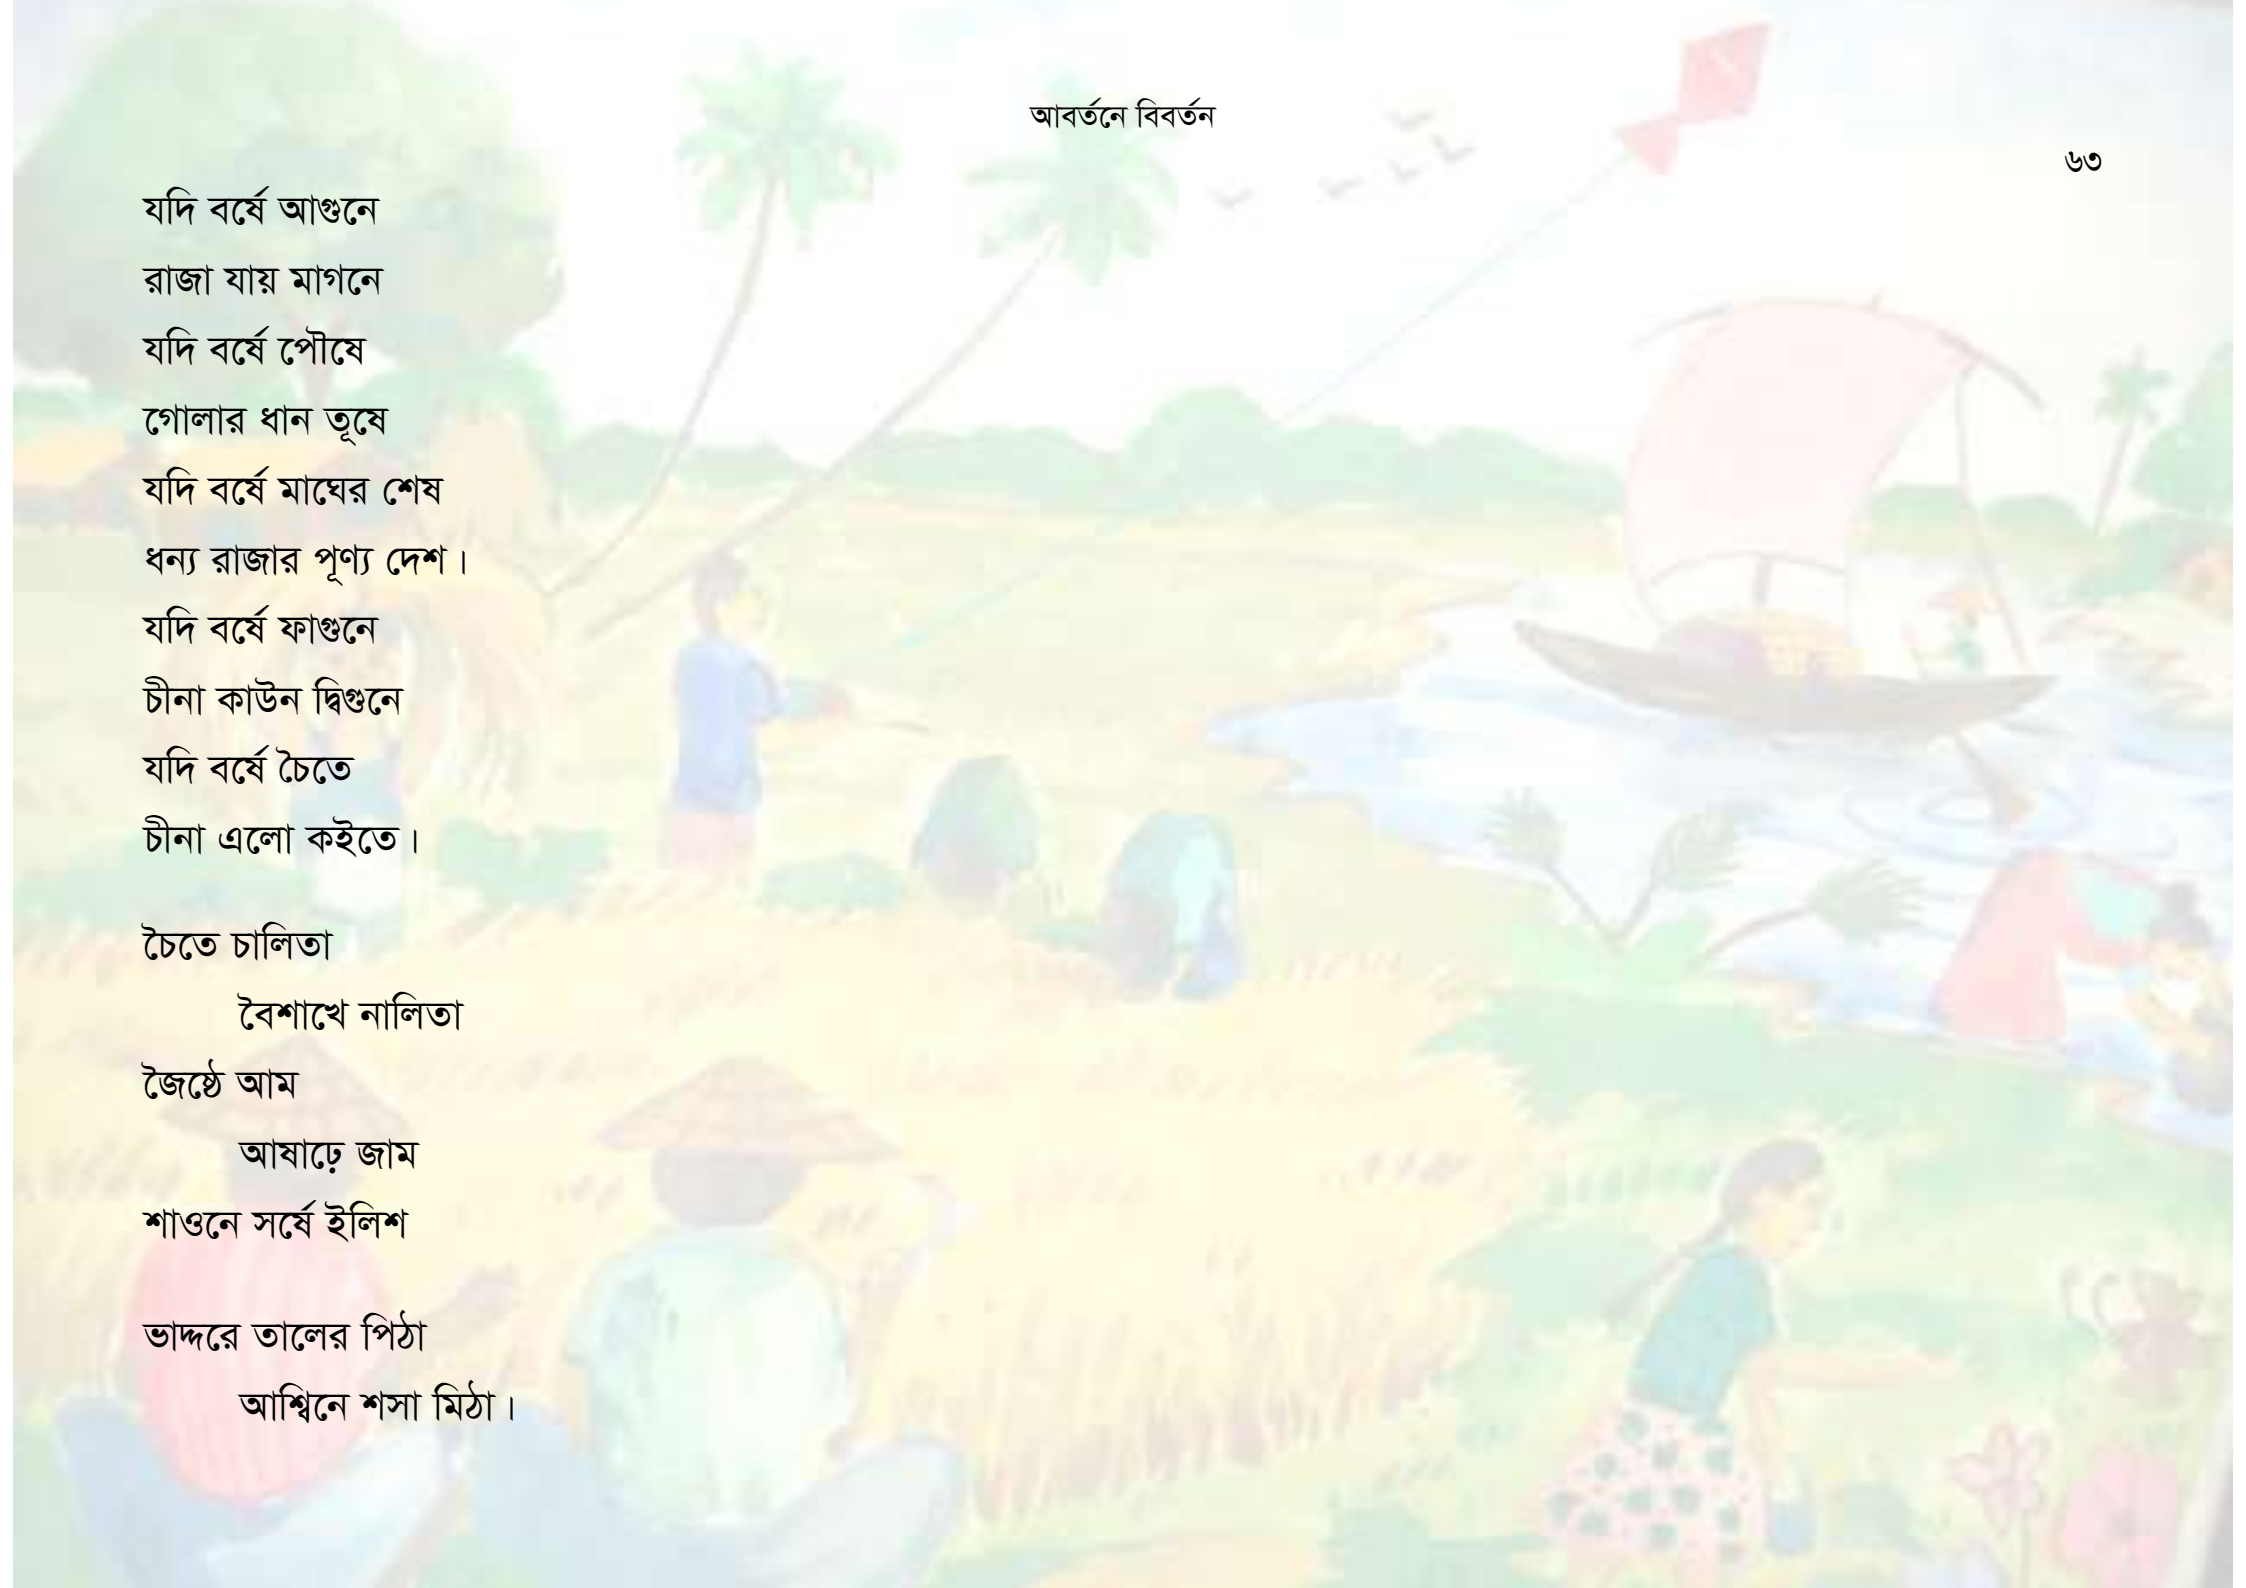 আবর্তনে বিবর্তন
৬৩
যদি বর্ষে আগুনে
রাজা যায় মাগনে
যদি বর্ষে পৌষে
গোলার ধান তূষে
যদি বর্ষে মাঘের শেষ
ধন্য রাজার পূণ্য দেশ।
যদি বর্ষে ফাগুনে
চীনা কাউন দ্বিগুনে
যদি বর্ষে চৈতে
চীনা এলো কইতে।
চৈতে চালিতা
বৈশাখে নালিতা
জৈষ্ঠে আম
আষাঢ়ে জাম
শাওনে সর্ষে ইলিশ
ভাদ্দরে তালের পিঠা
আশ্বিনে শসা মিঠা।